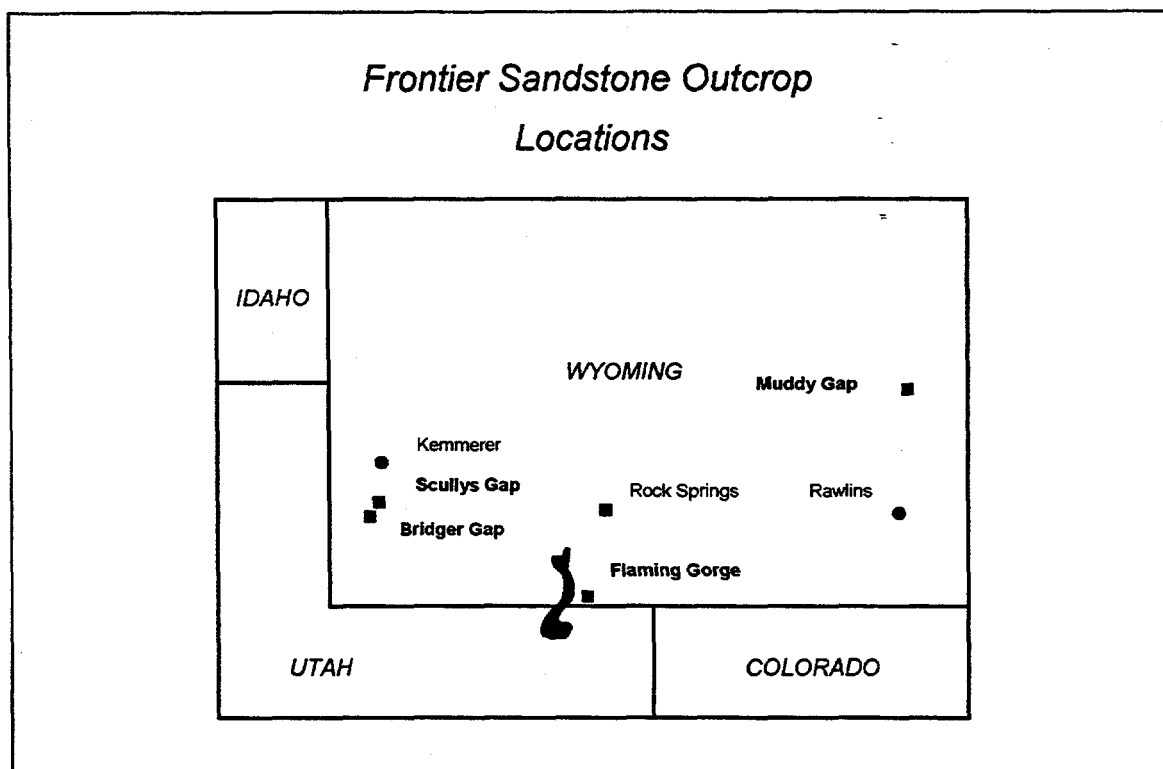 Frontier Sandstone Outcrop
Locations
IDAHO
WYOMING
Muddy Gap
Kemmerer
Scullys Gap
Rock Springs
Rawlins
Bridger Gap
Flaming Gorge
UTAH
COLORADO